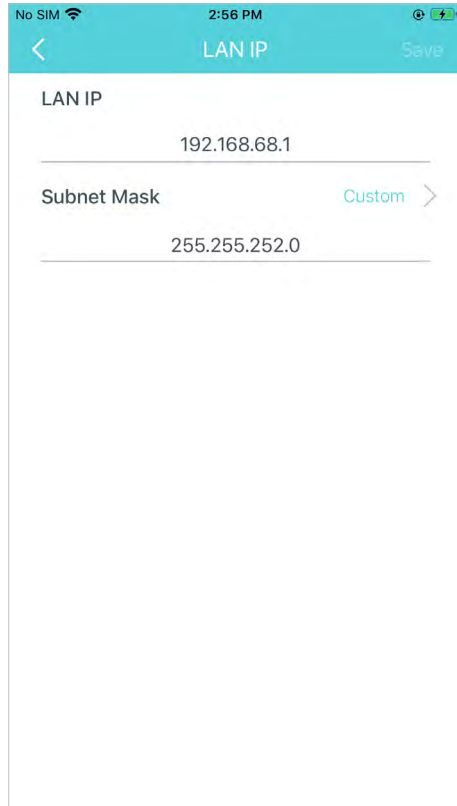 No SIM 2:56 PM
LAN IP Save
LAN IP
192.168.68.1
Subnet Mask Custom
255.255.252.0